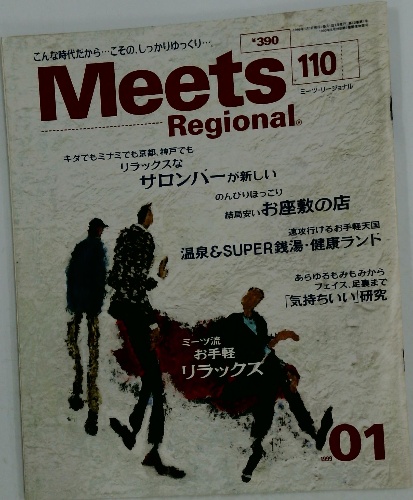 こんな時代だから…こその、しっかりゆっくり…。
¥390
Meets
Regional®
110
ミーツ・リージョナル
キタでもミナミでも京都、神戸でも
リラックスな
サロンバーが新しい
のんびりほっこり
結局安いお座敷の店
速攻行けるお手軽天国
温泉&SUPER銭湯・健康ランド
あらゆるもみもみから
フェイス、足裏まで
「気持ちいい」研究
ミーツ流
お手軽
リラックス
1999
01